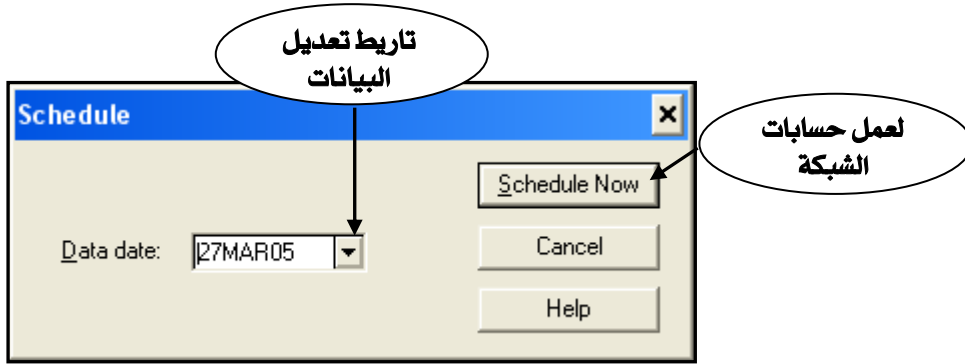 تاريط تعديل
البيانات
Schedule
لعمل حسابات
الشبكة
Schedule Now
Data date: 27MAR05
Cancel
Help